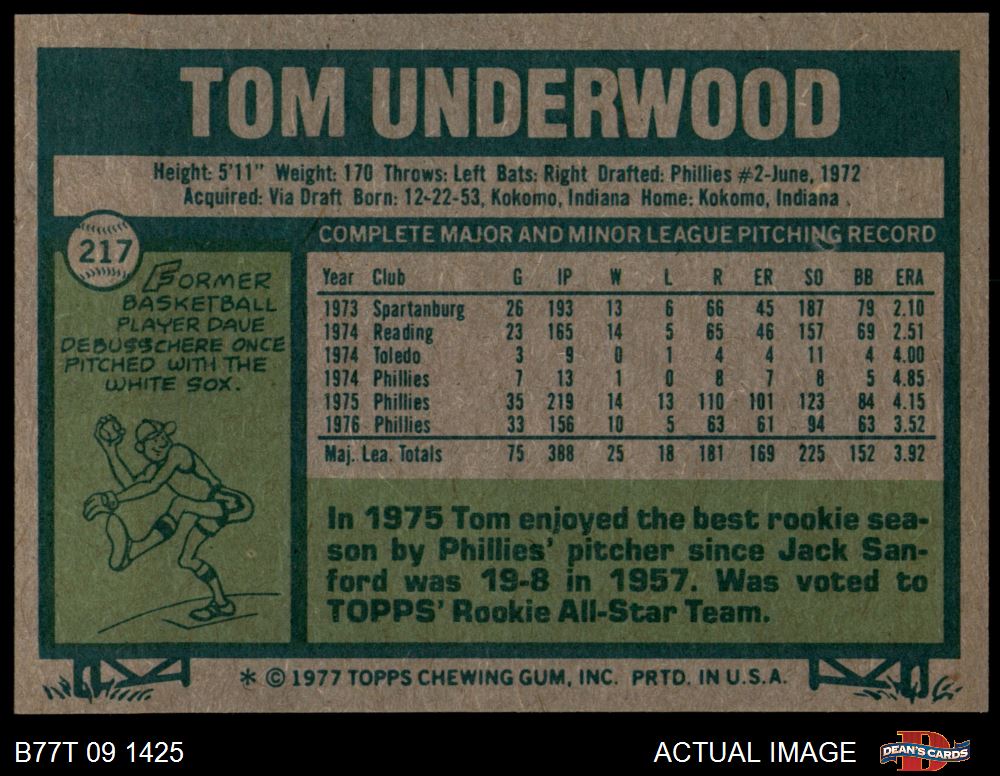 TOM UNDERWOOD
Height: 5'11" Weight: 170 Throws: Left Bats: Right Drafted: Phillies #2-June, 1972
Acquired: Via Draft Born: 12-22-53, Kokomo, Indiana Home: Kokomo, Indiana
217
FORMER
BASKETBALL
PLAYER DAVE
DEBUSSCHERE ONCE
PITCHED WITH THE
WHITE SOX.
COMPLETE MAJOR AND MINOR LEAGUE PITCHING RECORD
Year Club G IP W L R ER SO BB ERA
1973 Spartanburg 26 193 13 6 66 45 187 79 2.10
1974 Reading 23 165 14 5 65 46 157 69 2.51
1974 Toledo 3 9 0 1 4 4 11 4 4.00
1974 Phillies 7 13 1 0 8 7 8 5 4.85
1975 Phillies 35 219 14 13 110 101 123 84 4.15
1976 Phillies 33 156 10 5 63 61 94 63 3.52
Maj. Lea. Totals 75 388 25 18 181 169 225 152 3.92
In 1975 Tom enjoyed the best rookie sea-
son by Phillies' pitcher since Jack San-
ford was 19-8 in 1957. Was voted to
TOPPS' Rookie All-Star Team.
* © 1977 TOPPS CHEWING GUM, INC. PRTD. IN U.S.A.
B77T 09 1425 ACTUAL IMAGE D DEAN'S CARDS